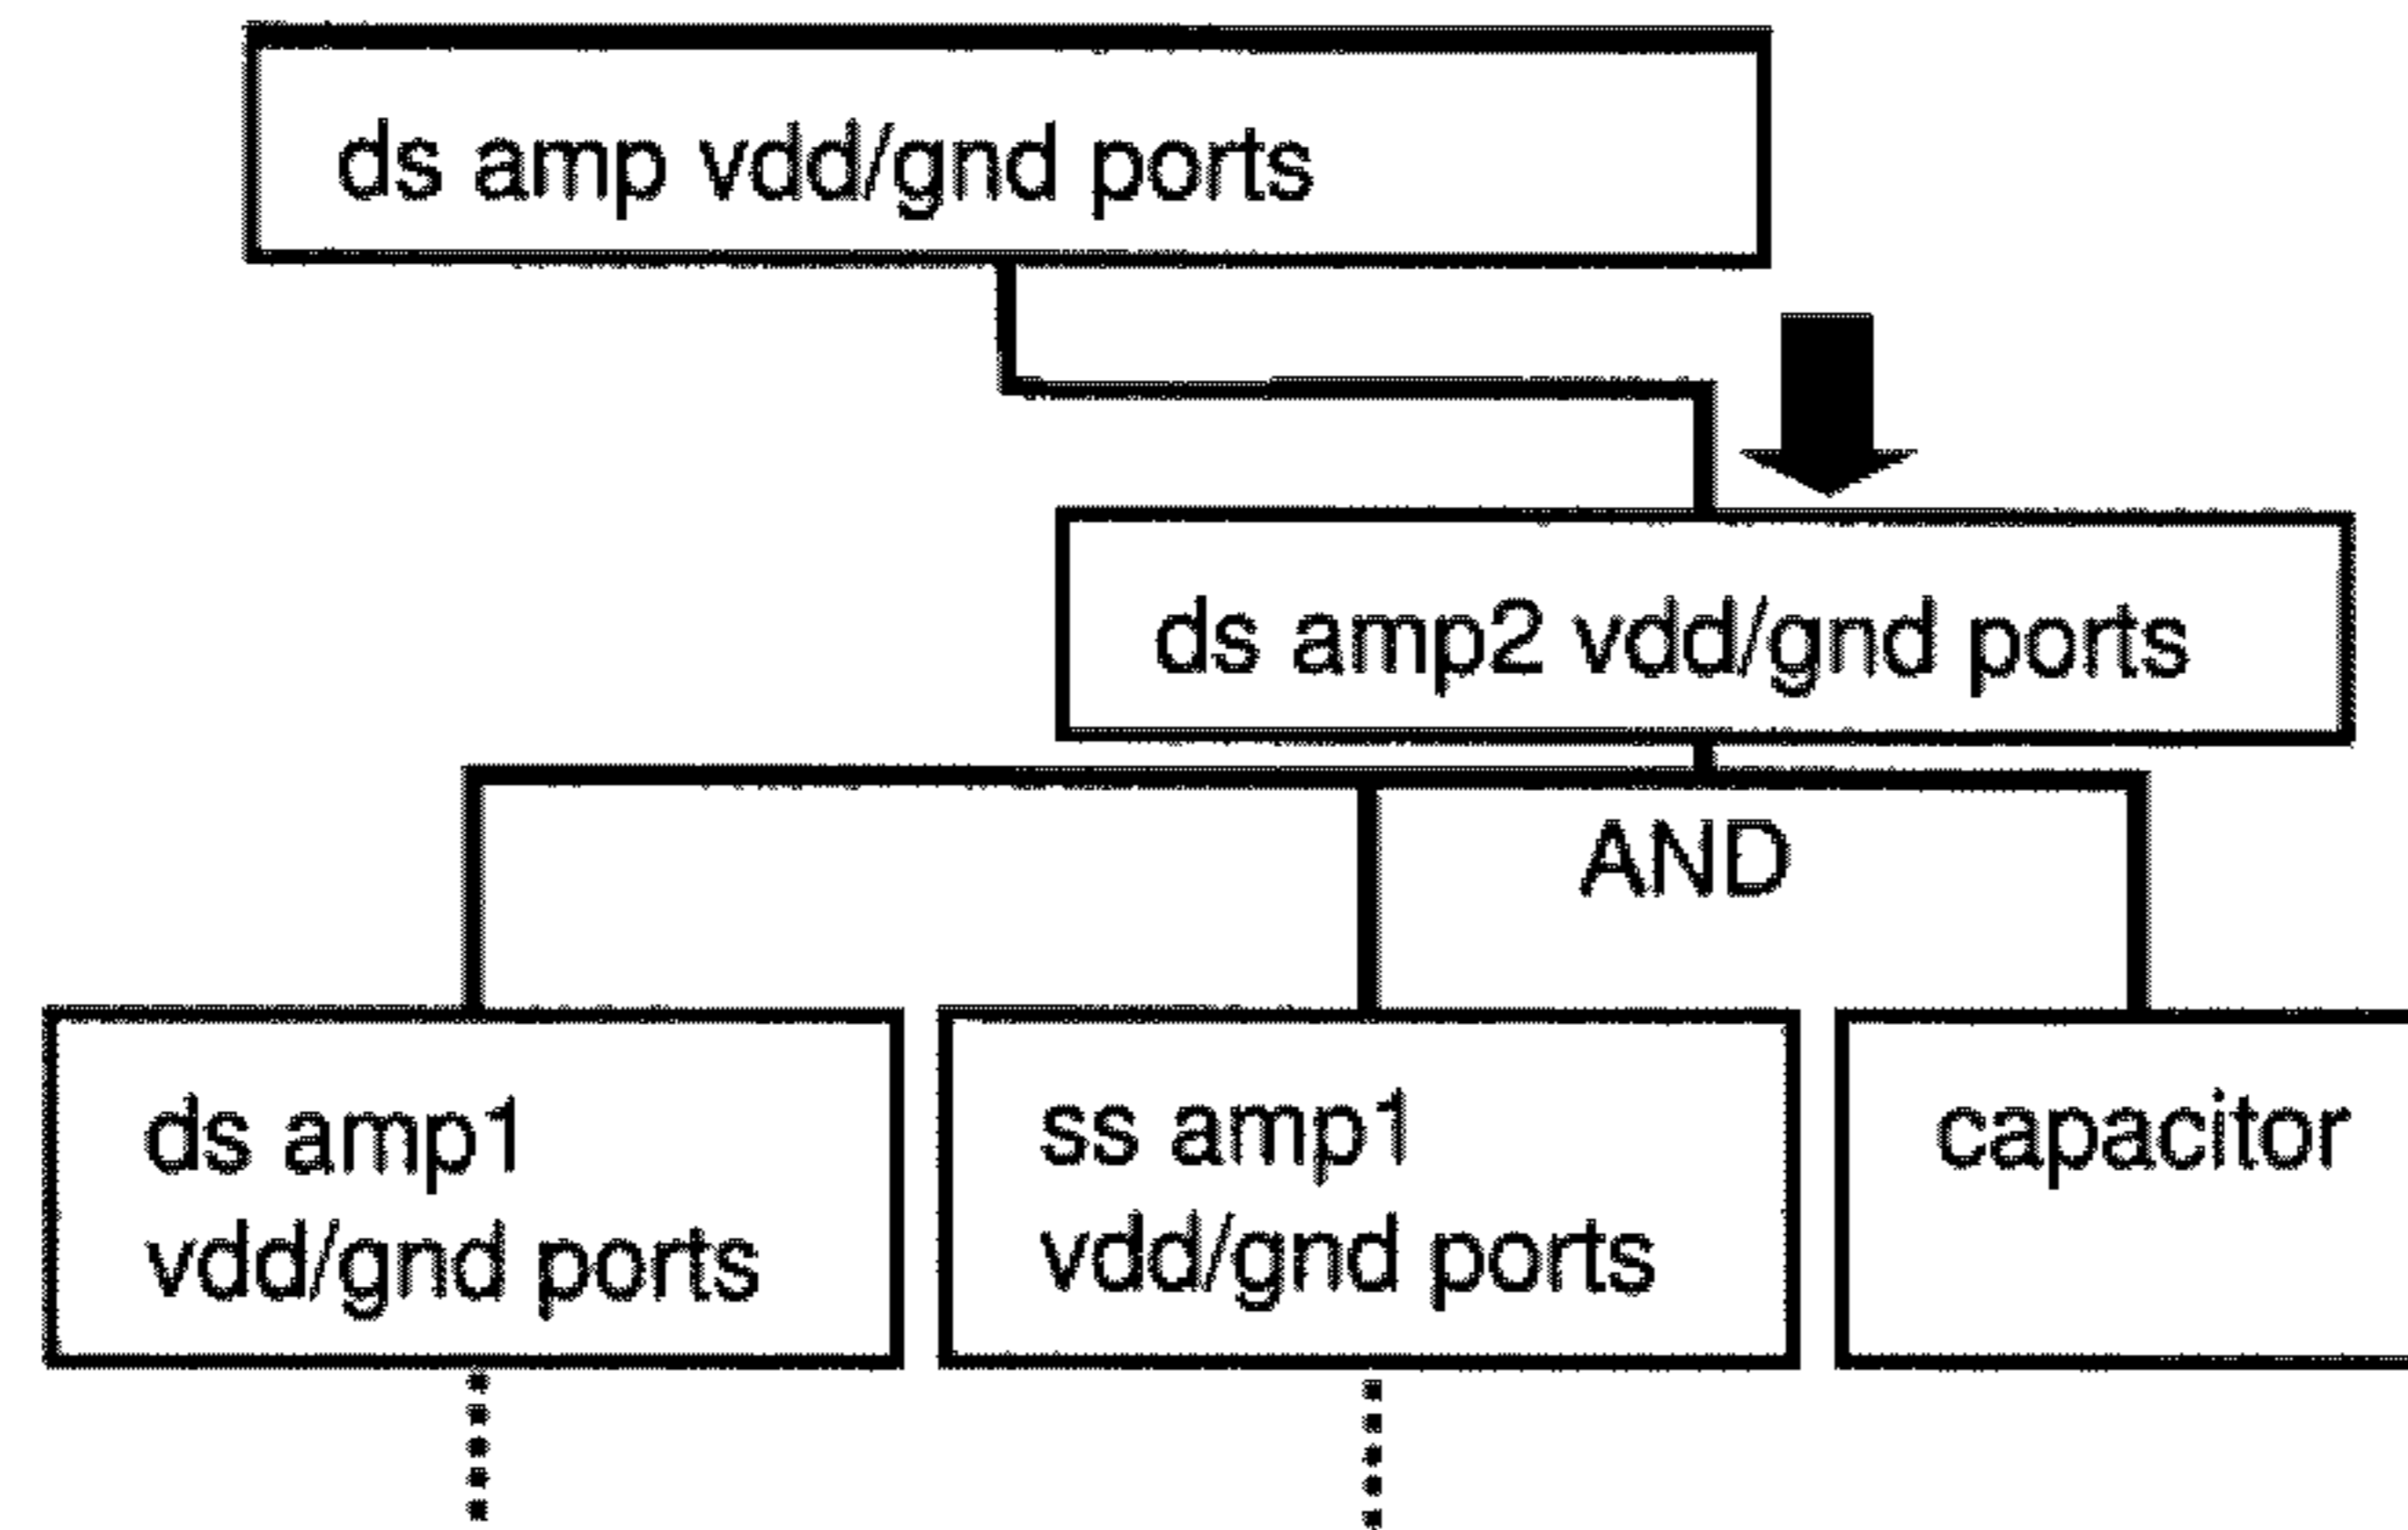 ds amp vdd/gnd ports
ds amp2 vdd/gnd ports
AND
ds amp1
vdd/gnd ports
ss amp1
vdd/gnd ports
capacitor